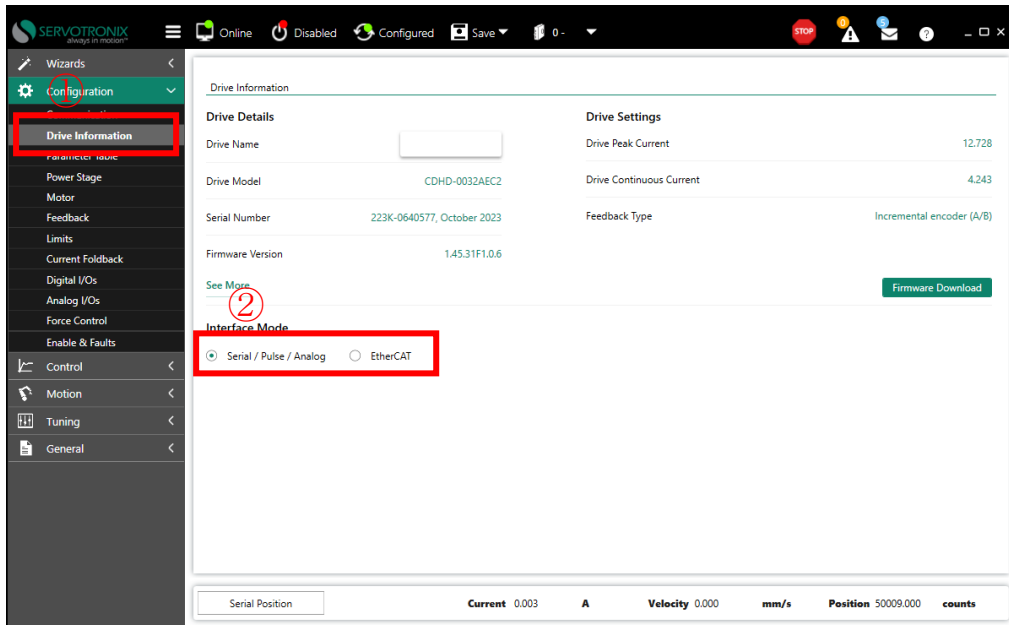 SERVOTRONIX
always in motion™
Online
Disabled
Configured
Save
0 -
STOP
0
5
?
Wizards
Configuration
①
Drive Information
Parameter Table
Power Stage
Motor
Feedback
Limits
Current Foldback
Digital I/Os
Analog I/Os
Force Control
Enable & Faults
Control
Motion
Tuning
General
Drive Information
Drive Details
Drive Name
Drive Model CDHD-0032AEC2
Serial Number 223K-0640577, October 2023
Firmware Version 1.45.31F1.0.6
See More
②
Interface Mode
Serial / Pulse / Analog EtherCAT
Drive Settings
Drive Peak Current 12.728
Drive Continuous Current 4.243
Feedback Type Incremental encoder (A/B)
Firmware Download
Serial Position Current 0.003 A Velocity 0.000 mm/s Position 50009.000 counts